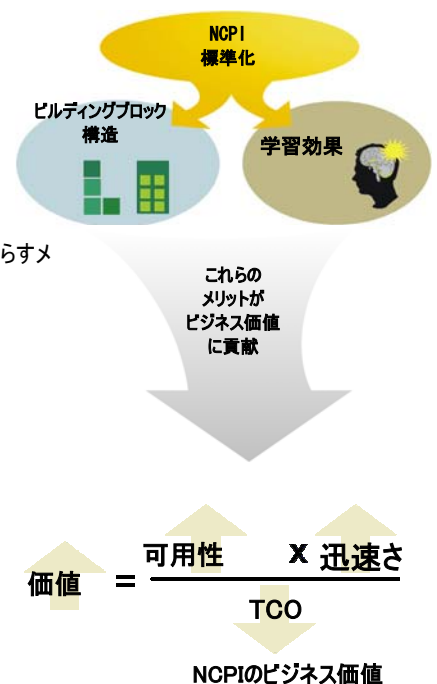 NCPI
標準化
ビルディングブロック
構造
学習効果
らすメ
これらの
メリットが
ビジネス価値
に貢献
可用性 x 迅速さ
価値 =
TCO
NCPIのビジネス価値